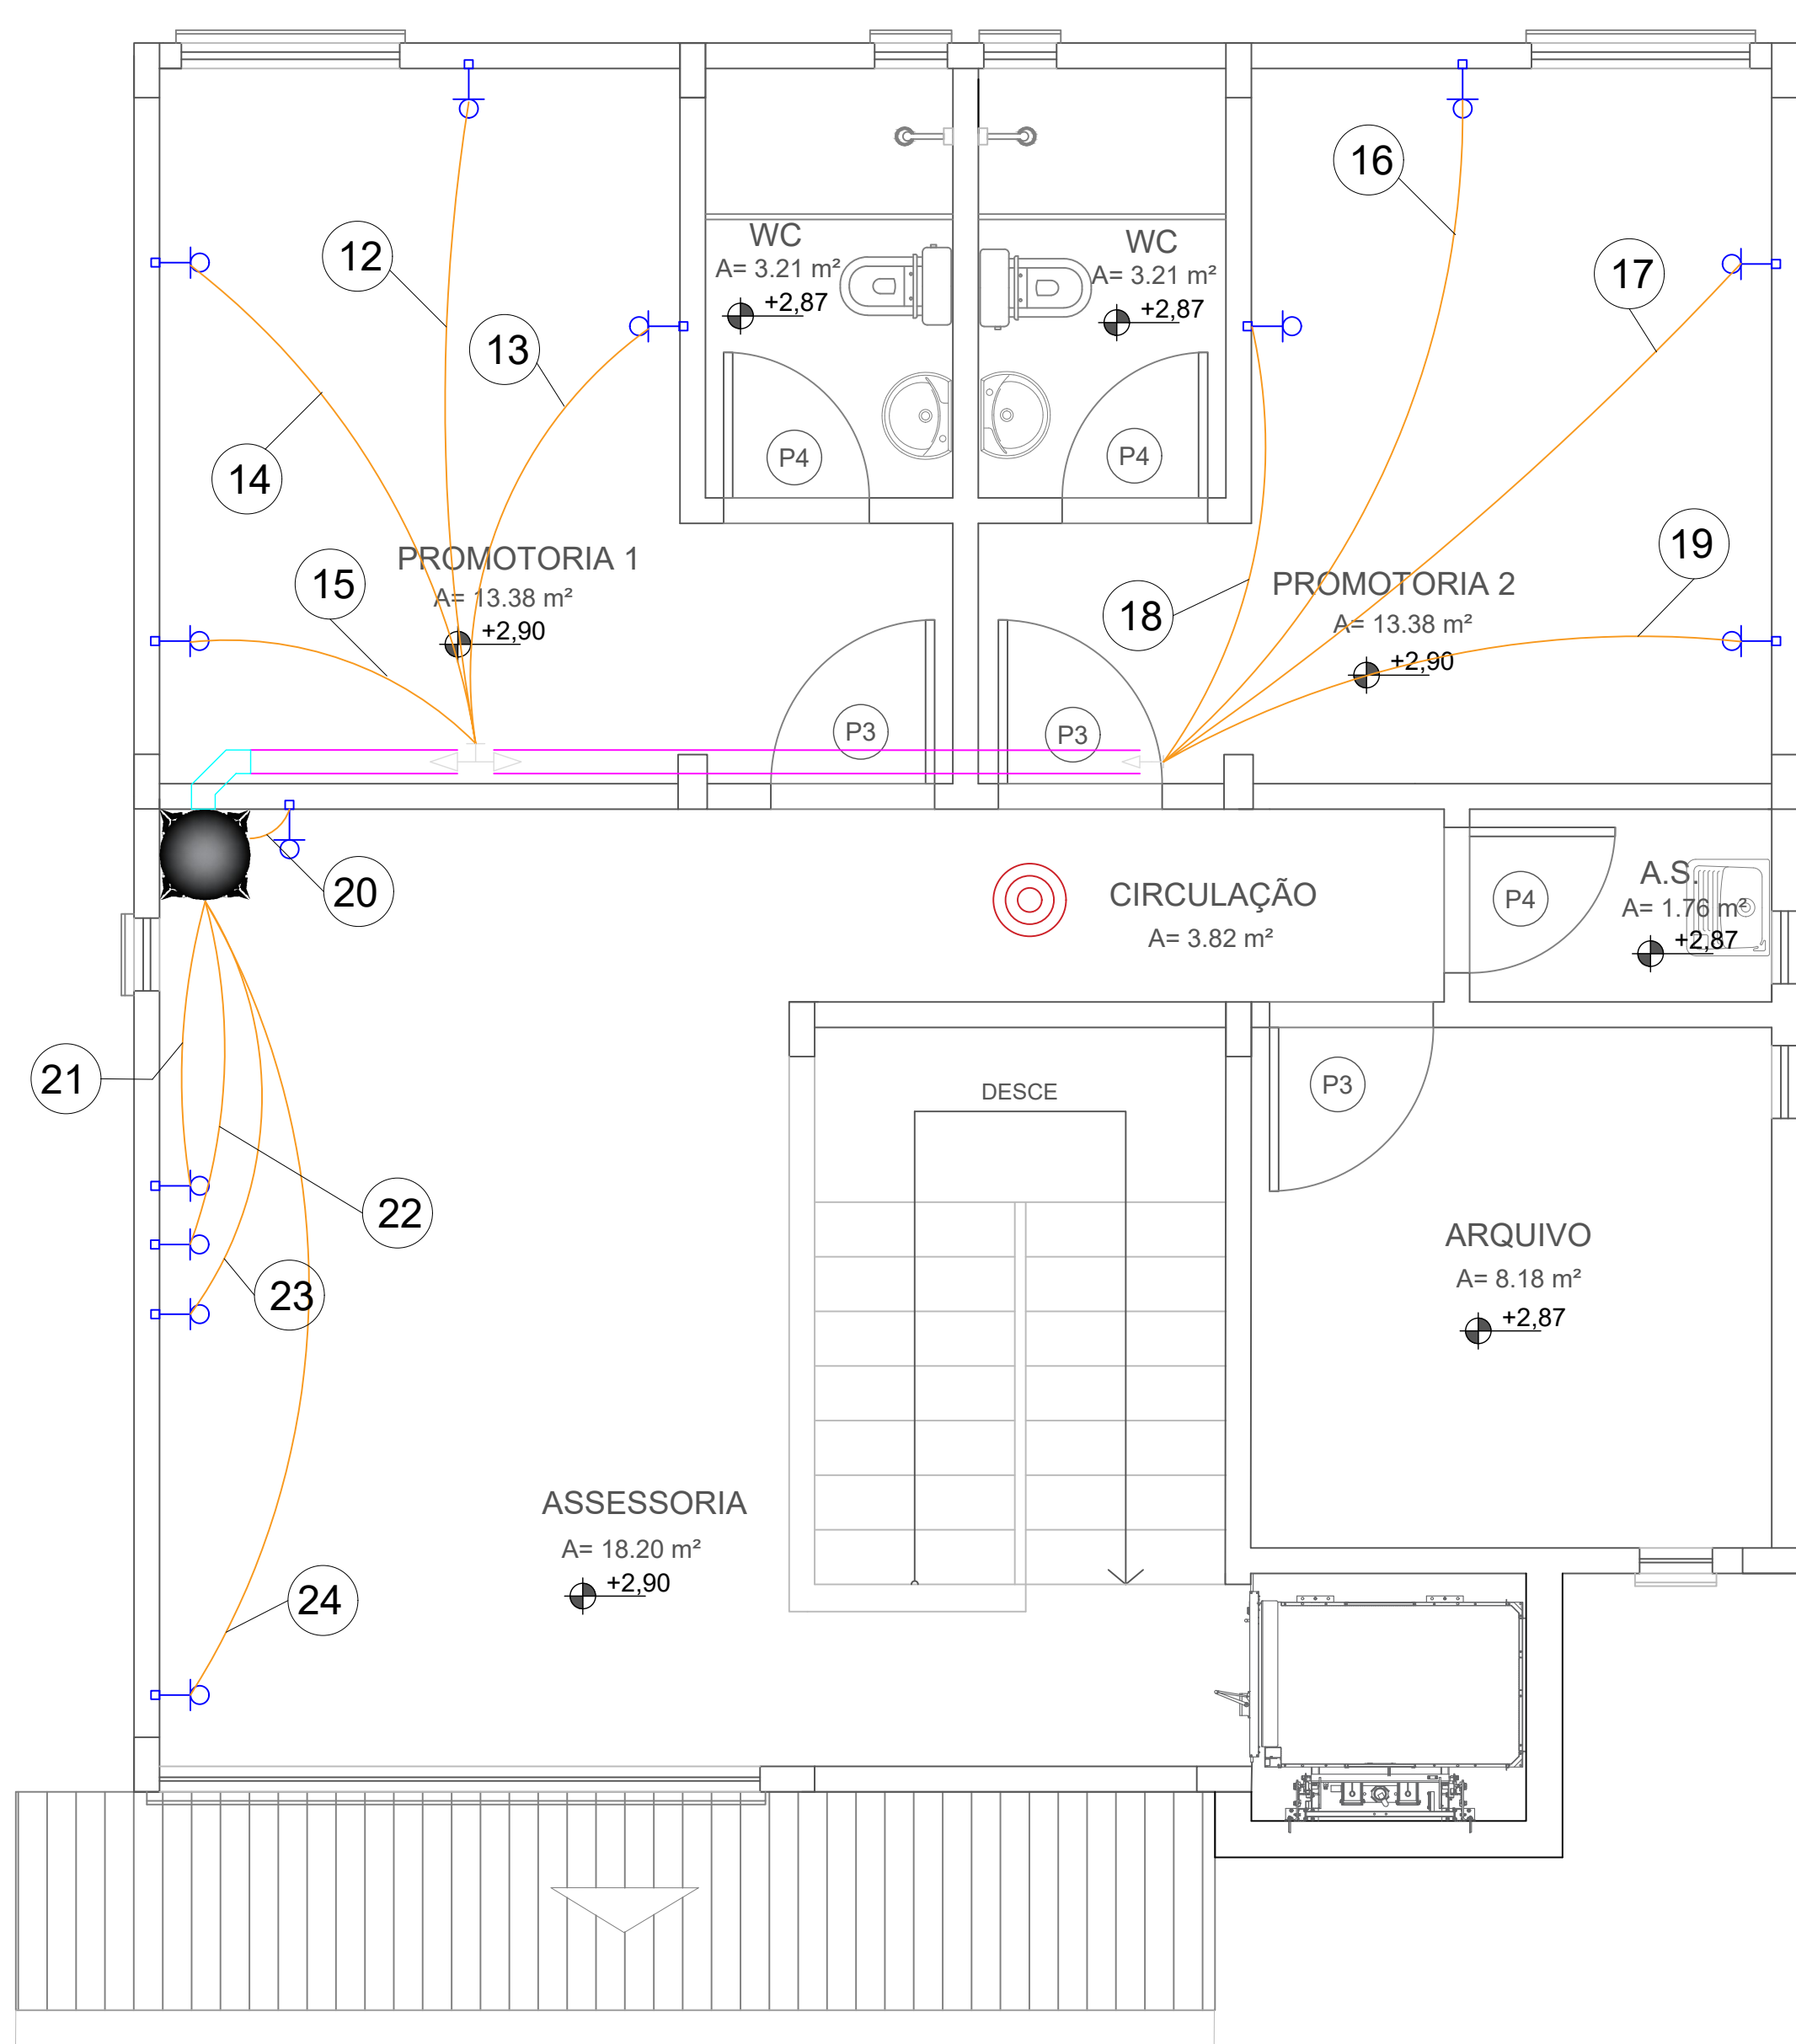 16
WC
A= 3.21 m²
+2,87
WC
A= 3.21 m²
+2,87
12
17
13
14
P4
P4
PROMOTORIA 1
A= 13.38 m²
+2,90
15
19
PROMOTORIA 2
A= 13.38 m²
+2,90
18
P3
P3
20
CIRCULAÇÃO
A= 3.82 m²
P4
A.S.
A= 1.76 m²
+2,87
21
DESCE
P3
22
ARQUIVO
A= 8.18 m²
+2,87
23
ASSESSORIA
A= 18.20 m²
+2,90
24